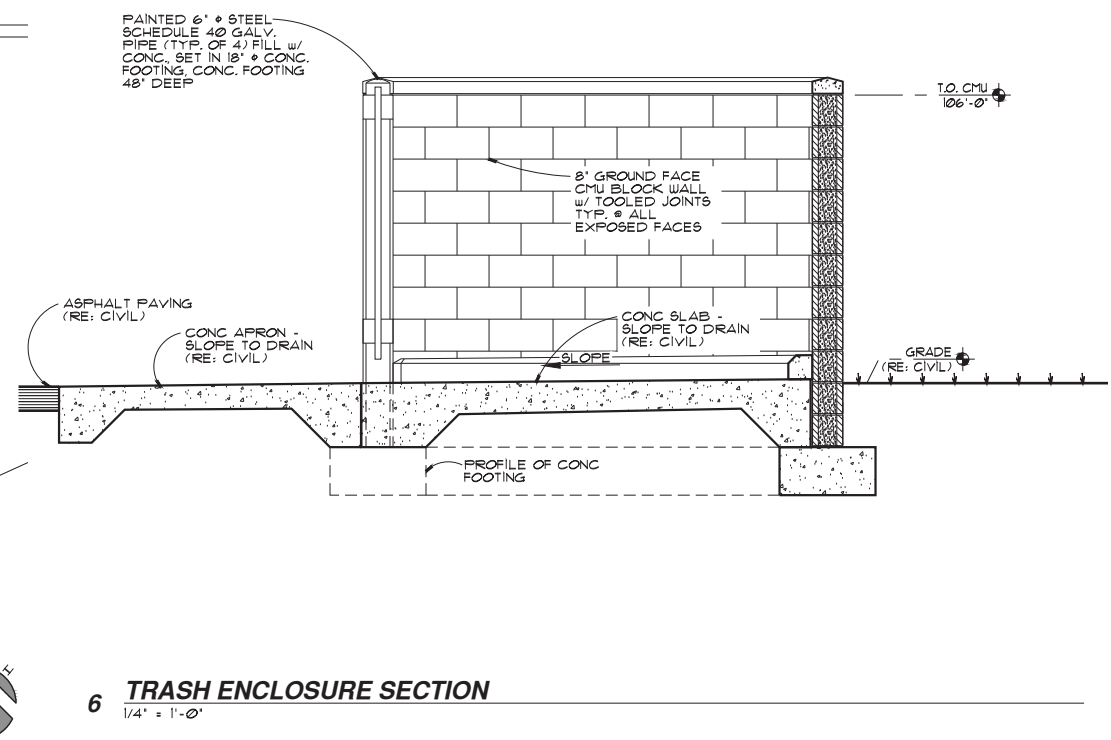 PAINTED 6" ⌀ STEEL
SCHEDULE 40 GALV.
PIPE (TYP. OF 4) FILL w/
CONC., SET IN 18" ⌀ CONC.
FOOTING, CONC. FOOTING
48" DEEP
T.O. CMU
106'-0"
8" GROUND FACE
CMU BLOCK WALL
w/ TOOLED JOINTS
TYP. @ ALL
EXPOSED FACES
ASPHALT PAVING
(RE: CIVIL)
CONC APRON -
SLOPE TO DRAIN
(RE: CIVIL)
CONC SLAB -
SLOPE TO DRAIN
(RE: CIVIL)
SLOPE
GRADE
(RE: CIVIL)
PROFILE OF CONC
FOOTING
H
6 TRASH ENCLOSURE SECTION
1/4" = 1'-0"